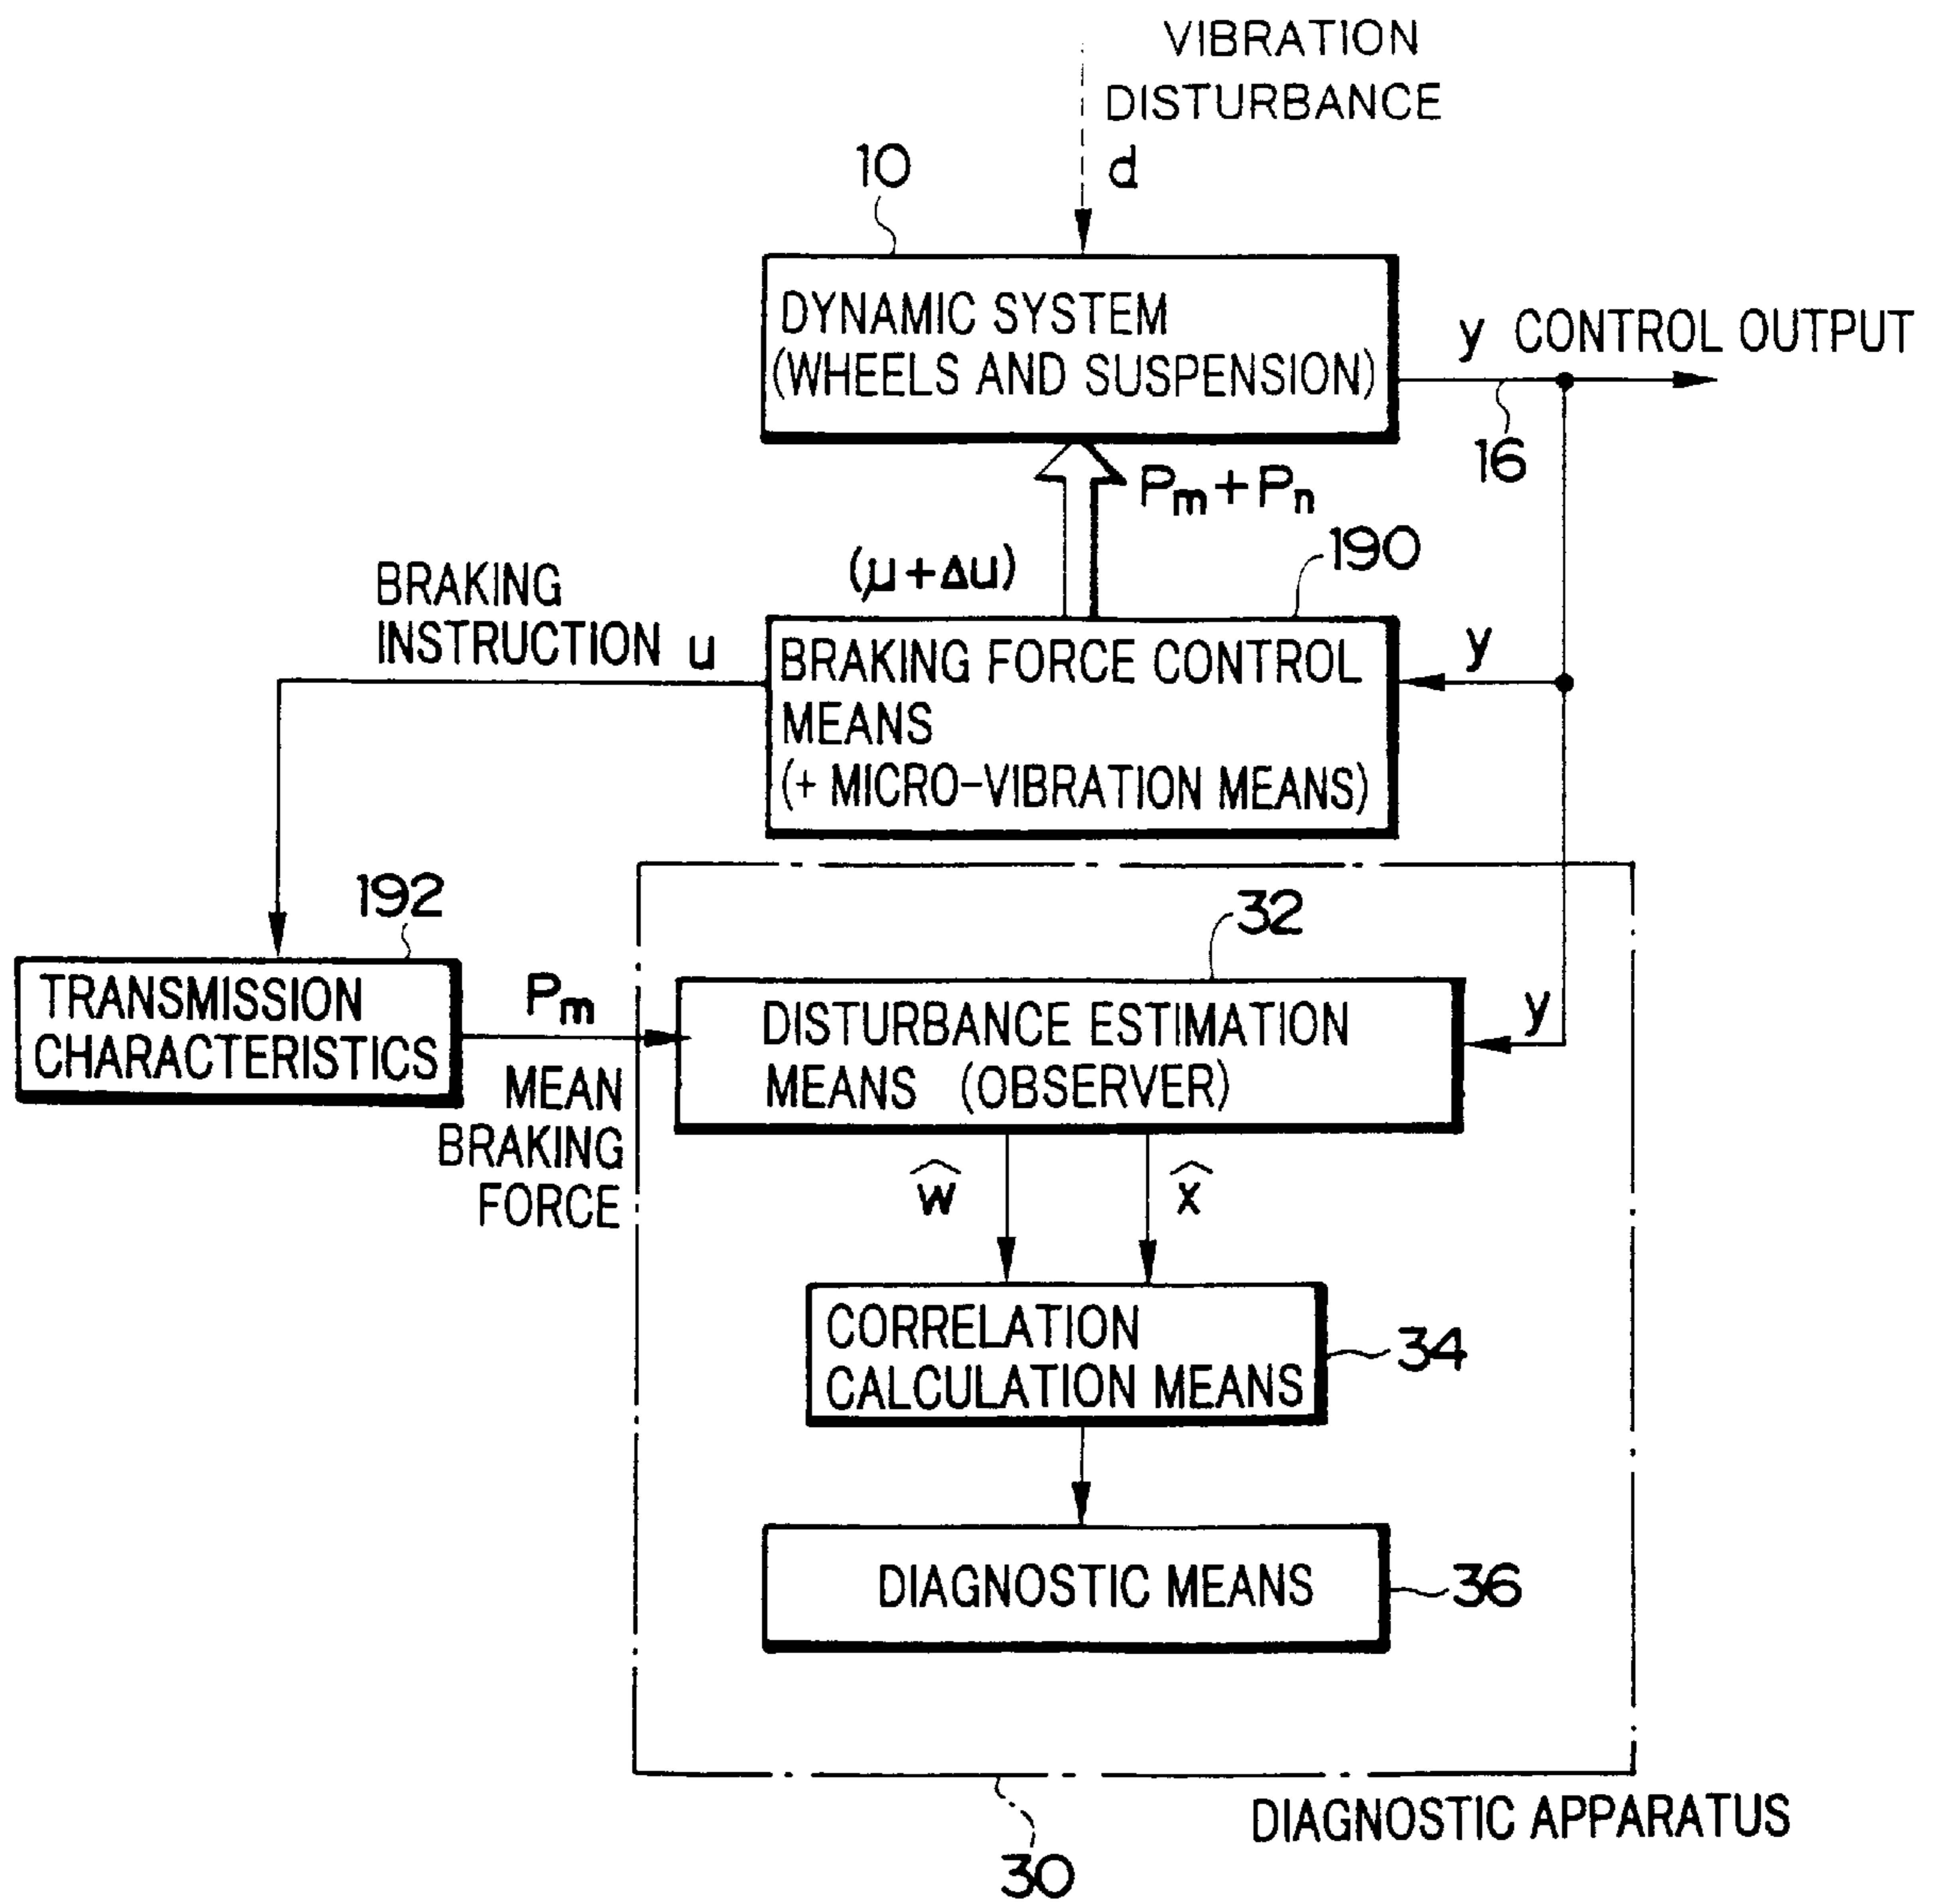 VIBRATION
DISTURBANCE
d
10
DYNAMIC SYSTEM
(WHEELS AND SUSPENSION)
y CONTROL OUTPUT
16
Pm+Pn
(μ+Δu)
190
BRAKING
INSTRUCTION u
BRAKING FORCE CONTROL
MEANS
(+ MICRO-VIBRATION MEANS)
y
192
TRANSMISSION
CHARACTERISTICS
Pm
MEAN
BRAKING
FORCE
32
DISTURBANCE ESTIMATION
MEANS (OBSERVER)
y
ŵ
x̂
CORRELATION
CALCULATION MEANS
34
DIAGNOSTIC MEANS
36
DIAGNOSTIC APPARATUS
30